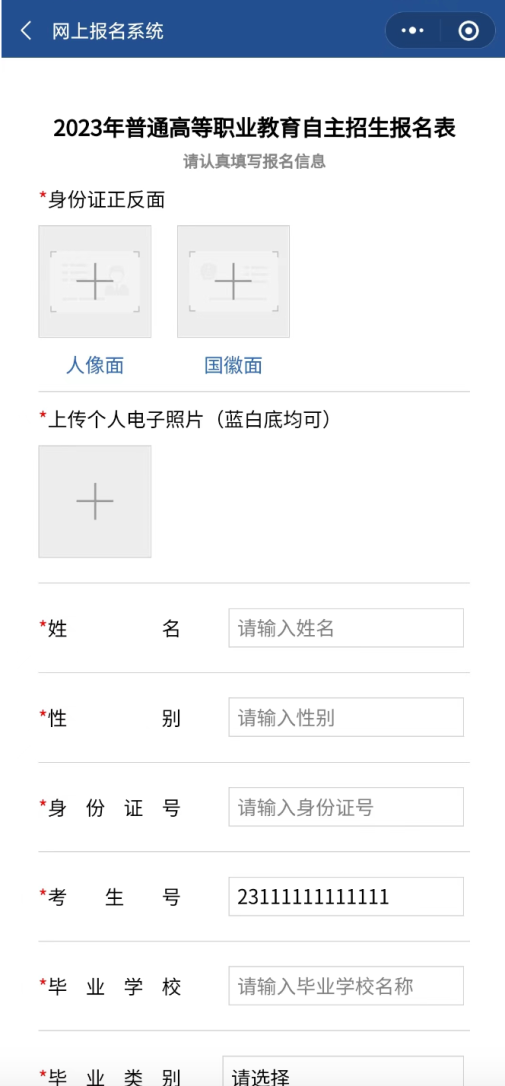 网上报名系统
2023年普通高等职业教育自主招生报名表
请认真填写报名信息
*身份证正反面
人像面 国徽面
*上传个人电子照片（蓝白底均可）
*姓名 请输入姓名
*性别 请输入性别
*身份证号 请输入身份证号
*考生号 23111111111111
*毕业学校 请输入毕业学校名称
*毕业类别 请选择